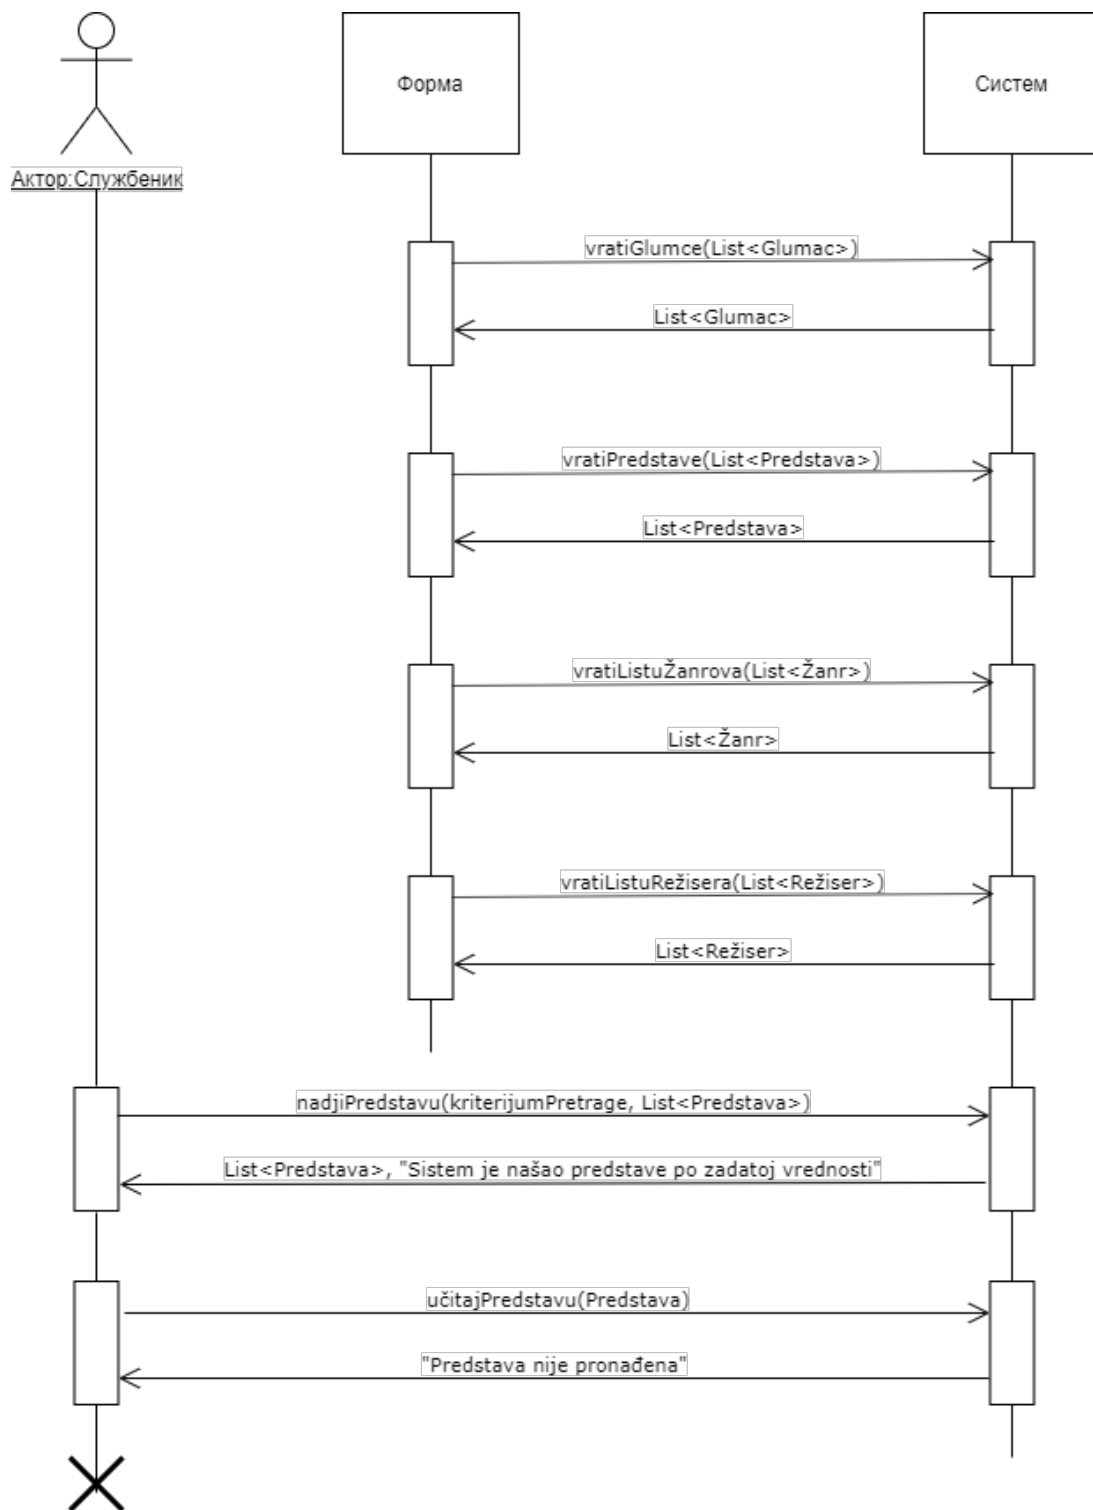 Форма
Систем
Актор:Службеник
vratiGlumce(List<Glumac>)
List<Glumac>
vratiPredstave(List<Predstava>)
List<Predstava>
vratiListuŽanrova(List<Žanr>)
List<Žanr>
vratiListuRežisera(List<Režiser>)
List<Režiser>
nadjiPredstavu(kriterijumPretrage, List<Predstava>)
List<Predstava>, "Sistem je našao predstave po zadatoj vrednosti"
učitajPredstavu(Predstava)
"Predstava nije pronađena"